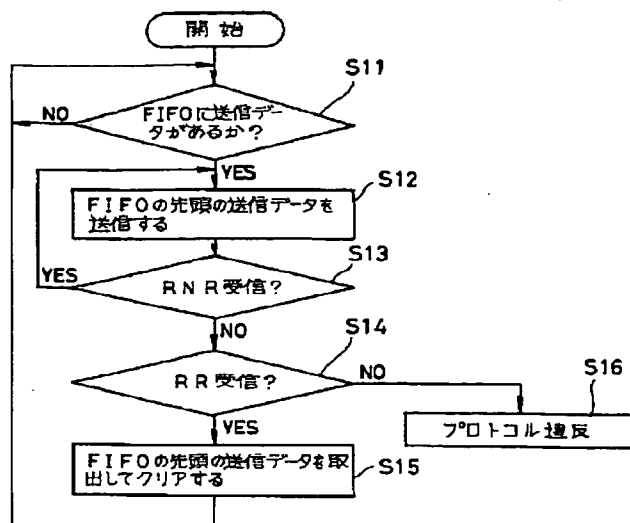 開始
S11
FIFOに送信デー
タがあるか?
NO
YES
S12
FIFOの先頭の送信データを
送信する
S13
YES
RNR受信?
NO
S14
RR受信?
NO
S16
YES
プロトコル違反
FIFOの先頭の送信データを取
出してクリアする
S15